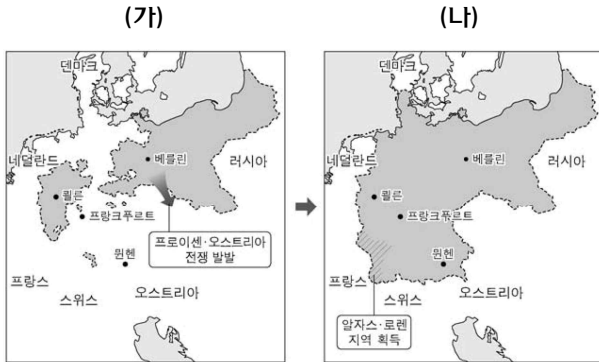 (가)
(나)
덴마크
네덜란드
베를린
러시아
쾰른
프랑크푸르트
프로이센·오스트리아
전쟁 발발
뮌헨
프랑스
스위스
오스트리아
덴마크
네덜란드
베를린
러시아
쾰른
프랑크푸르트
뮌헨
프랑스
스위스
오스트리아
알자스·로렌
지역 획득